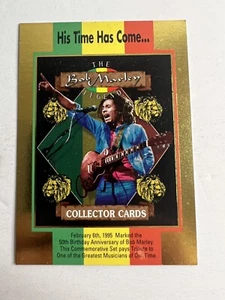 His Time Has Come...
THE
Bob Marley
LEGEND
COLLECTOR CARDS
February 6th, 1995 Marked the
50th Birthday Anniversary of Bob Marley.
This Commemorative Set pays Tribute to
One of the Greatest Musicians of Our Time.